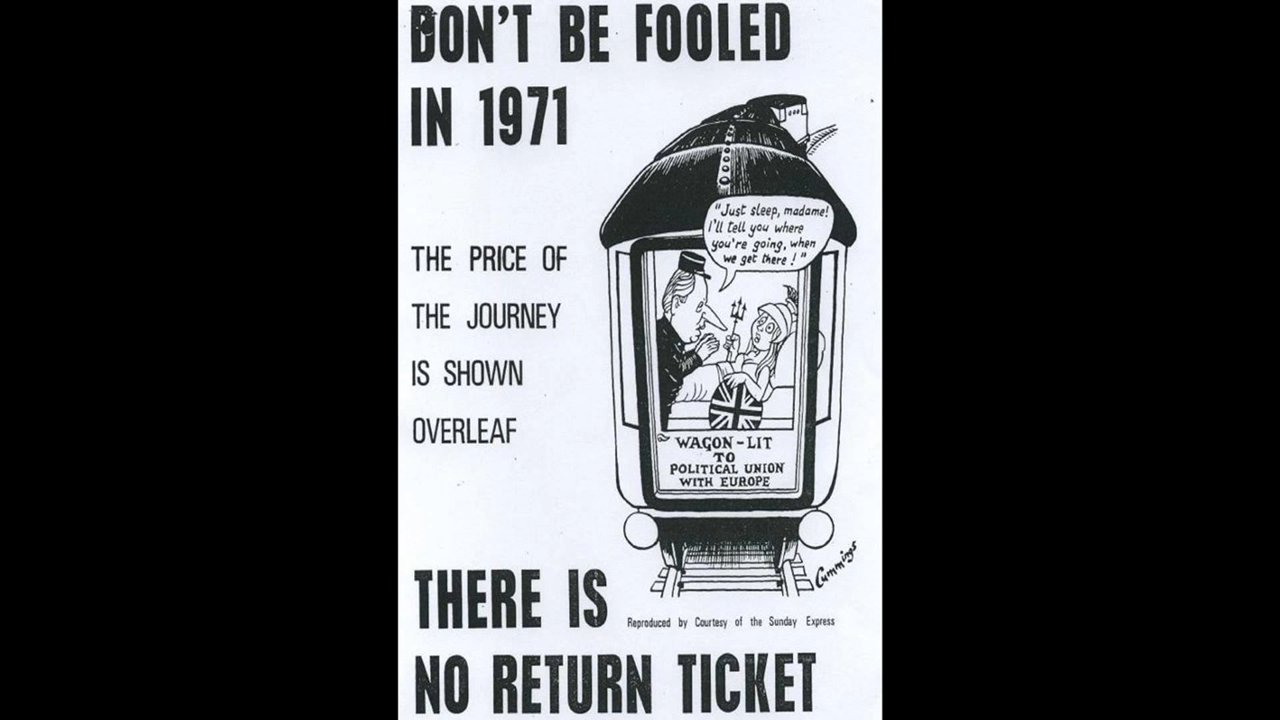 DON'T BE FOOLED
IN 1971
THE PRICE OF
THE JOURNEY
IS SHOWN
OVERLEAF
"Just sleep, madame!
I'll tell you where
you're going, when
we get there!"
WAGON-LIT
TO
POLITICAL UNION
WITH EUROPE
Cummings
Reproduced by Courtesy of the Sunday Express
THERE IS
NO RETURN TICKET